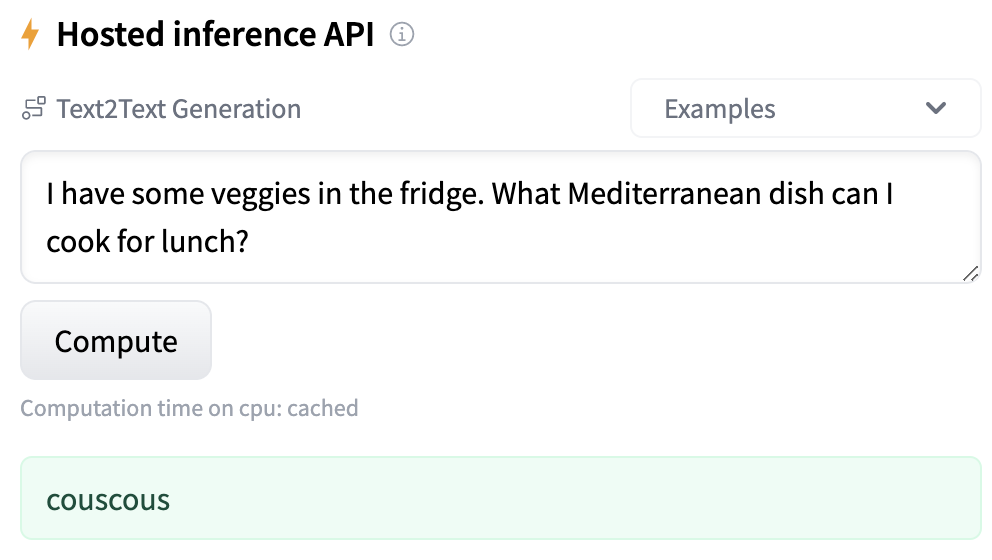 Hosted inference API
Text2Text Generation
Examples
I have some veggies in the fridge. What Mediterranean dish can I
cook for lunch?
Compute
Computation time on cpu: cached
couscous